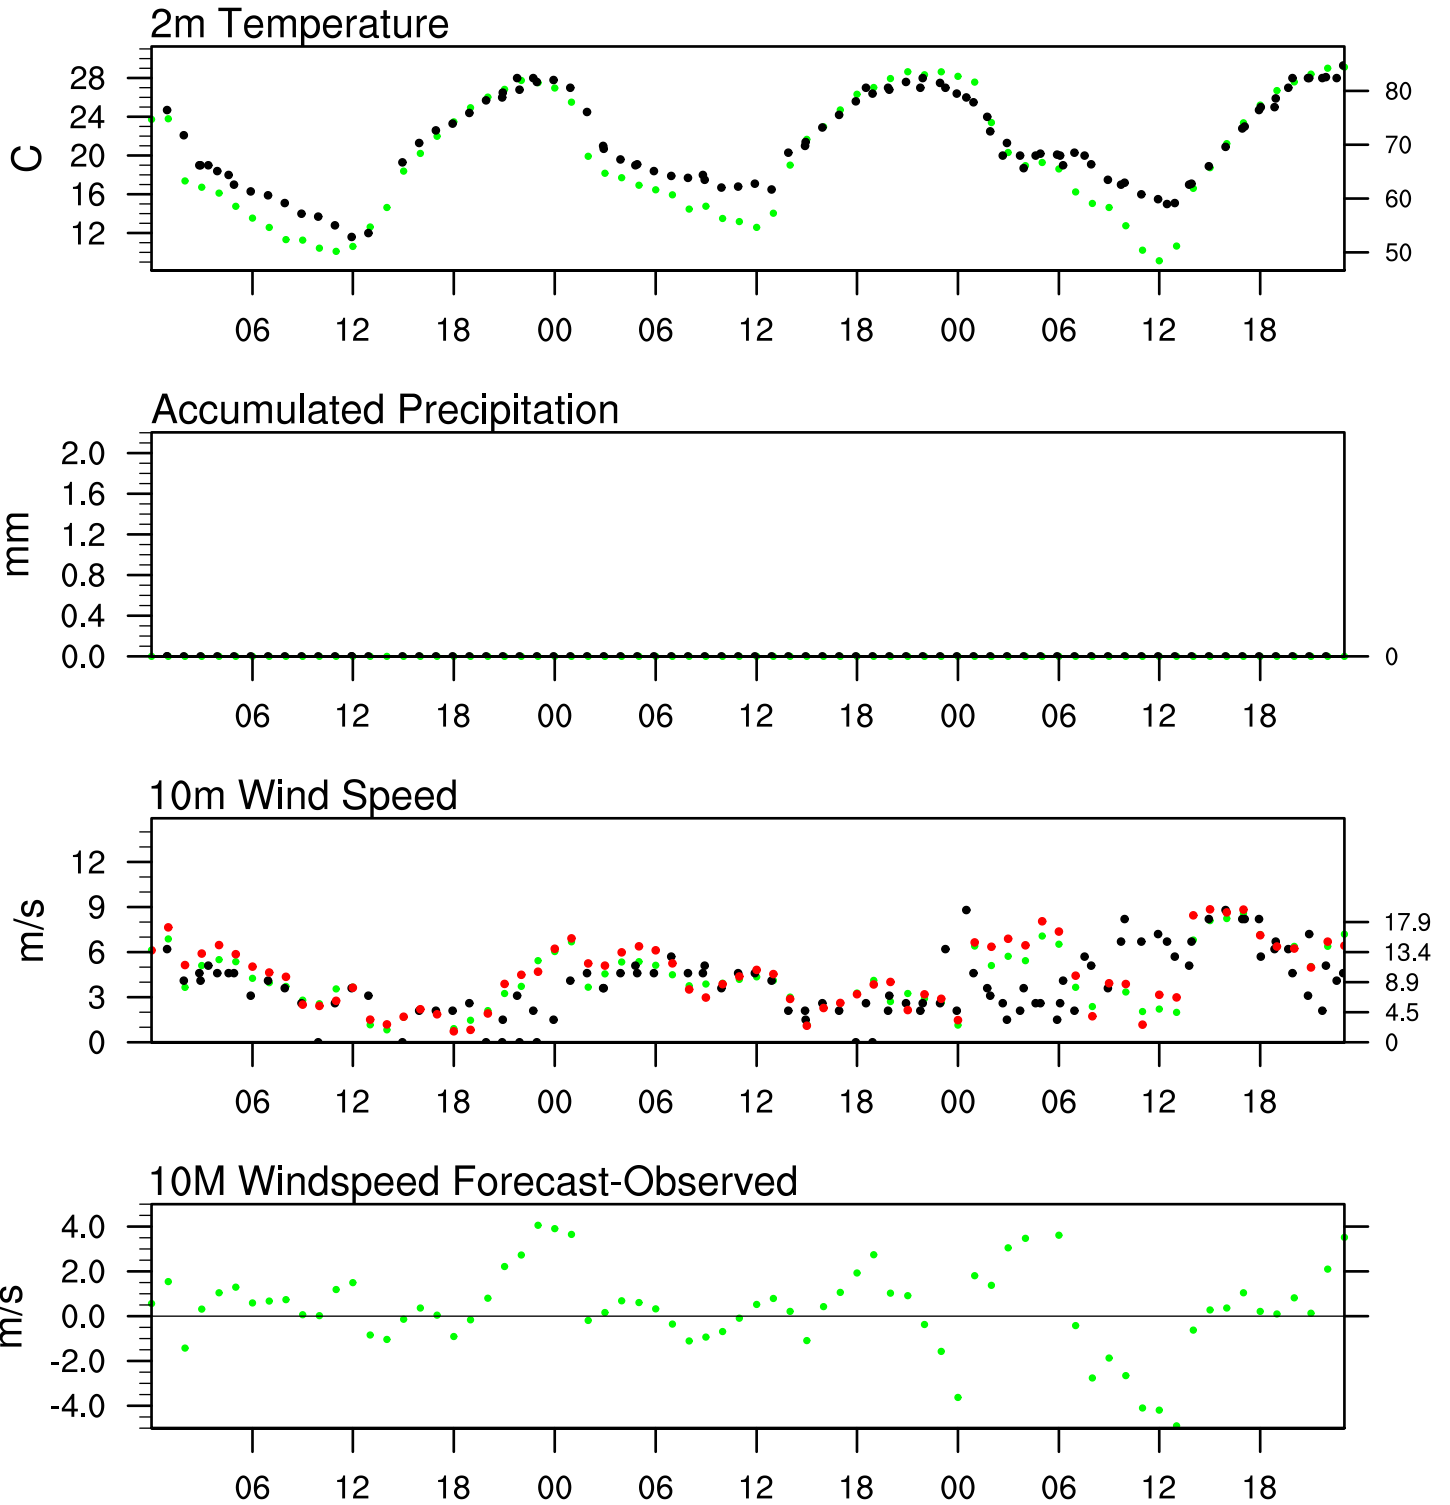 2m Temperature
28
24
20
16
12
C
80
70
60
50
06 12 18 00 06 12 18 00 06 12 18
Accumulated Precipitation
2.0
1.6
1.2
0.8
0.4
0.0
mm
0
06 12 18 00 06 12 18 00 06 12 18
10m Wind Speed
12
9
6
3
0
m/s
17.9
13.4
8.9
4.5
0
06 12 18 00 06 12 18 00 06 12 18
10M Windspeed Forecast-Observed
4.0
2.0
0.0
-2.0
-4.0
m/s
06 12 18 00 06 12 18 00 06 12 18